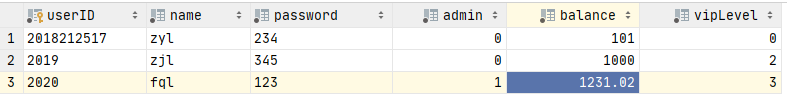 userID name password admin balance vipLevel
1 2018212517 zyl 234 0 101 0
2 2019 zjl 345 0 1000 2
3 2020 fql 123 1 1231.02 3